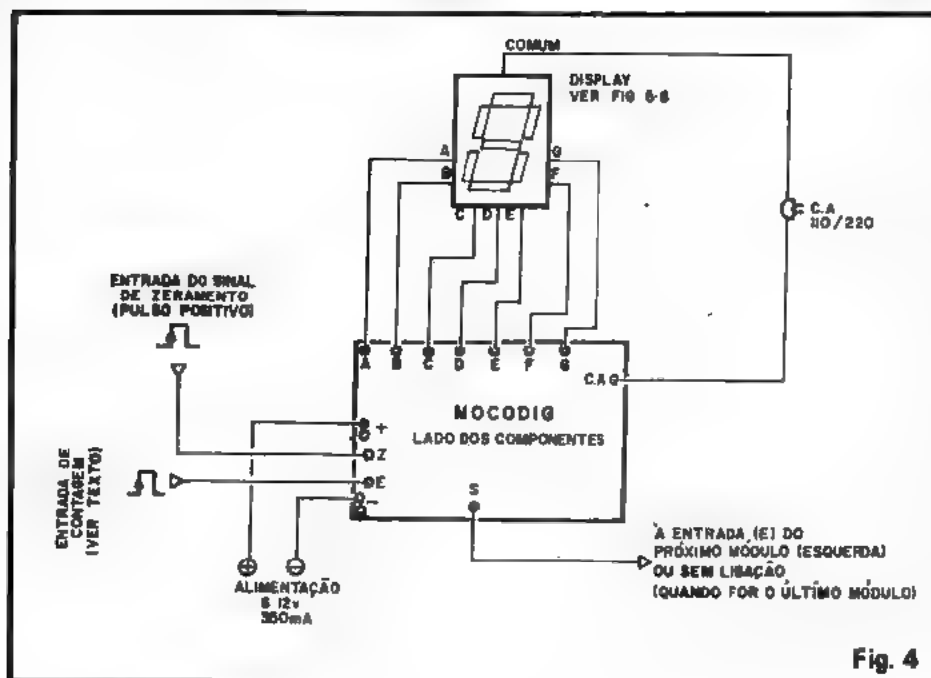 COMUM
DISPLAY
VER FIG 5-6
A
B
C D E
G
F
C.A
110/220
ENTRADA DO SINAL
DE ZERAMENTO
(PULSO POSITIVO)
A B C D E F G
C.A
MOCODIG
LADO DOS COMPONENTES
+
Z
E
-
S
ENTRADA DE
CONTAGEM
(VER TEXTO)
+ -
ALIMENTAÇÃO
6 12v
350mA
À ENTRADA (E) DO
PRÓXIMO MÓDULO (ESQUERDA)
OU SEM LIGAÇÃO
(QUANDO FOR O ÚLTIMO MÓDULO)
Fig. 4